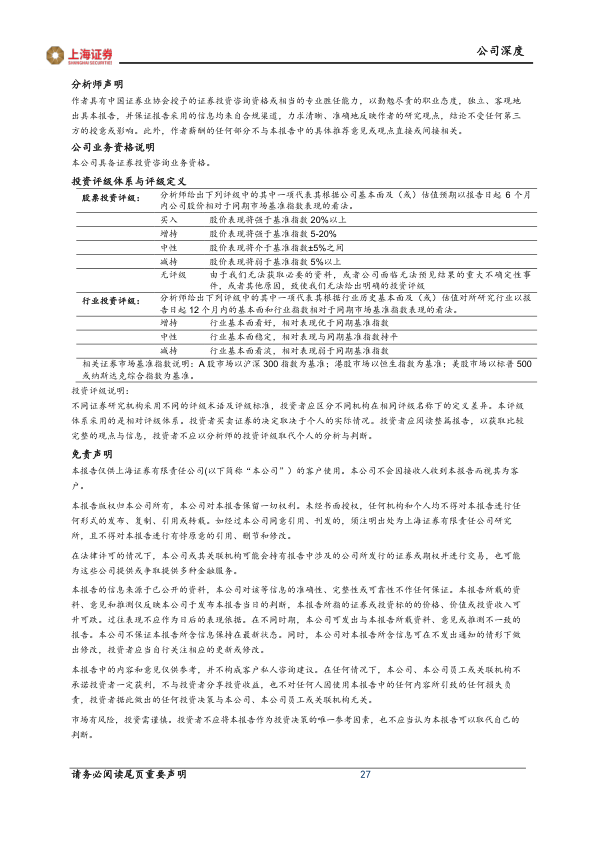 上海证券
SHANGHAI SECURITIES
公司深度
分析师声明
作者具有中国证券业协会授予的证券投资咨询资格或相当的专业胜任能力，以勤勉尽责的职业态度，独立、客观地
出具本报告，并保证报告采用的信息均来自合规渠道，力求清晰、准确地反映作者的研究观点，结论不受任何第三
方的授意或影响。此外，作者薪酬的任何部分不与本报告中的具体推荐意见或观点直接或间接相关。
公司业务资格说明
本公司具备证券投资咨询业务资格。
投资评级体系与评级定义
股票投资评级： 分析师给出下列评级中的其中一项代表其根据公司基本面及（或）估值预期以报告日起 6 个月
内公司股价相对于同期市场基准指数表现的看法。
买入 股价表现将强于基准指数 20%以上
增持 股价表现将强于基准指数 5-20%
中性 股价表现将介于基准指数±5%之间
减持 股价表现将弱于基准指数 5%以上
无评级 由于我们无法获取必要的资料，或者公司面临无法预见结果的重大不确定性事
件，或者其他原因，致使我们无法给出明确的投资评级
行业投资评级： 分析师给出下列评级中的其中一项代表其根据行业历史基本面及（或）估值对所研究行业以报
告日起 12 个月内的基本面和行业指数相对于同期市场基准指数表现的看法。
增持 行业基本面看好，相对表现优于同期基准指数
中性 行业基本面稳定，相对表现与同期基准指数持平
减持 行业基本面看淡，相对表现弱于同期基准指数
相关证券市场基准指数说明：A 股市场以沪深 300 指数为基准；港股市场以恒生指数为基准；美股市场以标普 500
或纳斯达克综合指数为基准。
投资评级说明：
不同证券研究机构采用不同的评级术语及评级标准，投资者应区分不同机构在相同评级名称下的定义差异。本评级
体系采用的是相对评级体系。投资者买卖证券的决定取决于个人的实际情况。投资者应阅读整篇报告，以获取比较
完整的观点与信息，投资者不应以分析师的投资评级取代个人的分析与判断。
免责声明
本报告仅供上海证券有限责任公司(以下简称“本公司”）的客户使用。本公司不会因接收人收到本报告而视其为客
户。
本报告版权归本公司所有，本公司对本报告保留一切权利。未经书面授权，任何机构和个人均不得对本报告进行任
何形式的发布、复制、引用或转载。如经过本公司同意引用、刊发的，须注明出处为上海证券有限责任公司研究
所，且不得对本报告进行有悖原意的引用、删节和修改。
在法律许可的情况下，本公司或其关联机构可能会持有报告中涉及的公司所发行的证券或期权并进行交易，也可能
为这些公司提供或争取提供多种金融服务。
本报告的信息来源于已公开的资料，本公司对该等信息的准确性、完整性或可靠性不作任何保证。本报告所载的资
料、意见和推测仅反映本公司于发布本报告当日的判断，本报告所指的证券或投资标的的价格、价值或投资收入可
升可跌。过往表现不应作为日后的表现依据。在不同时期，本公司可发出与本报告所载资料、意见或推测不一致的
报告。本公司不保证本报告所含信息保持在最新状态。同时，本公司对本报告所含信息可在不发出通知的情形下做
出修改，投资者应当自行关注相应的更新或修改。
本报告中的内容和意见仅供参考，并不构成客户私人咨询建议。在任何情况下，本公司、本公司员工或关联机构不
承诺投资者一定获利，不与投资者分享投资收益，也不对任何人因使用本报告中的任何内容所引致的任何损失负
责，投资者据此做出的任何投资决策与本公司、本公司员工或关联机构无关。
市场有风险，投资需谨慎。投资者不应将本报告作为投资决策的唯一参考因素，也不应当认为本报告可以取代自己的
判断。
请务必阅读尾页重要声明 27